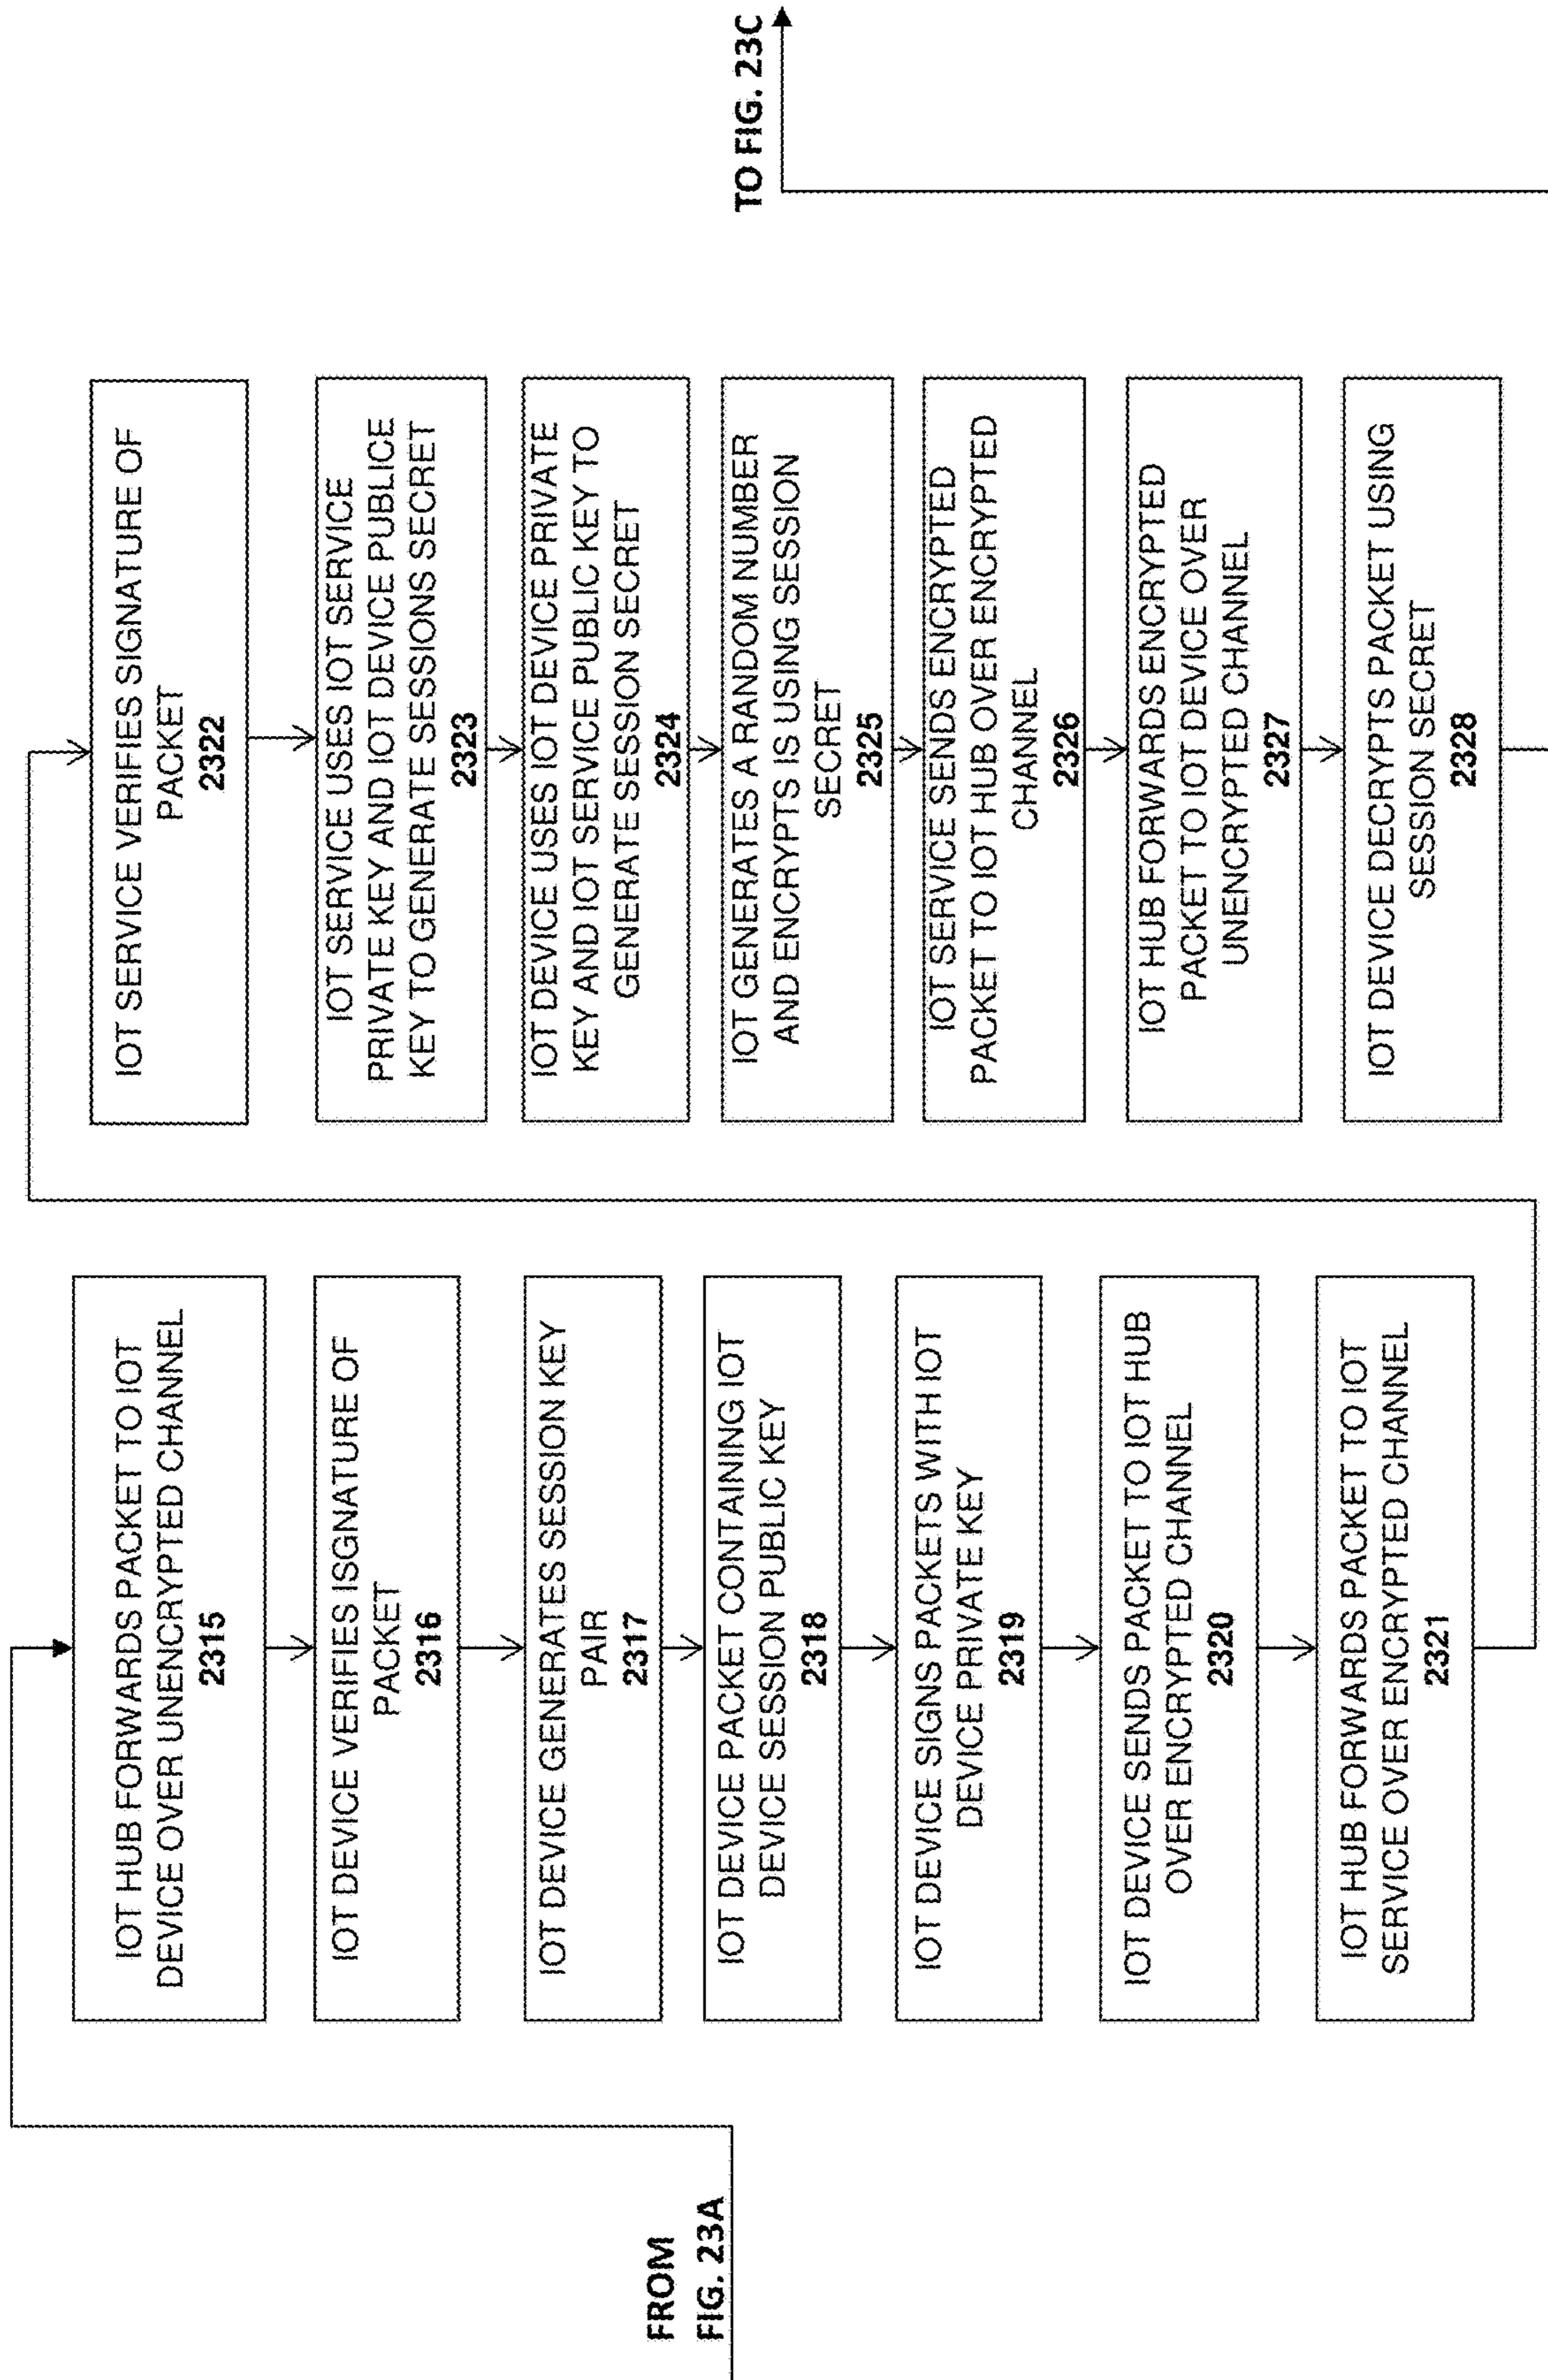 FROM
FIG. 23A
IOT HUB FORWARDS PACKET TO IOT
DEVICE OVER UNENCRYPTED CHANNEL
2315
IOT DEVICE VERIFIES ISGNATURE OF
PACKET
2316
IOT DEVICE GENERATES SESSION KEY
PAIR
2317
IOT DEVICE PACKET CONTAINING IOT
DEVICE SESSION PUBLIC KEY
2318
IOT DEVICE SIGNS PACKETS WITH IOT
DEVICE PRIVATE KEY
2319
IOT DEVICE SENDS PACKET TO IOT HUB
OVER ENCRYPTED CHANNEL
2320
IOT HUB FORWARDS PACKET TO IOT
SERVICE OVER ENCRYPTED CHANNEL
2321
IOT SERVICE VERIFIES SIGNATURE OF
PACKET
2322
IOT SERVICE USES IOT SERVICE
PRIVATE KEY AND IOT DEVICE PUBLICE
KEY TO GENERATE SESSIONS SECRET
2323
IOT DEVICE USES IOT DEVICE PRIVATE
KEY AND IOT SERVICE PUBLIC KEY TO
GENERATE SESSION SECRET
2324
IOT GENERATES A RANDOM NUMBER
AND ENCRYPTS IS USING SESSION
SECRET
2325
IOT SERVICE SENDS ENCRYPTED
PACKET TO IOT HUB OVER ENCRYPTED
CHANNEL
2326
IOT HUB FORWARDS ENCRYPTED
PACKET TO IOT DEVICE OVER
UNENCRYPTED CHANNEL
2327
IOT DEVICE DECRYPTS PACKET USING
SESSION SECRET
2328
TO FIG. 23C